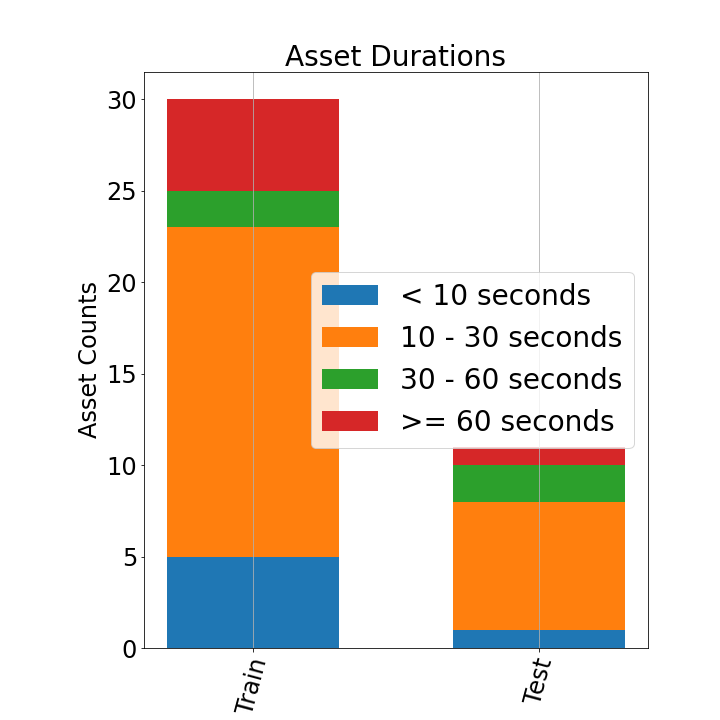 Asset Durations
Asset Counts
30
25
20
15
10
5
0
< 10 seconds
10 - 30 seconds
30 - 60 seconds
>= 60 seconds
Train
Test